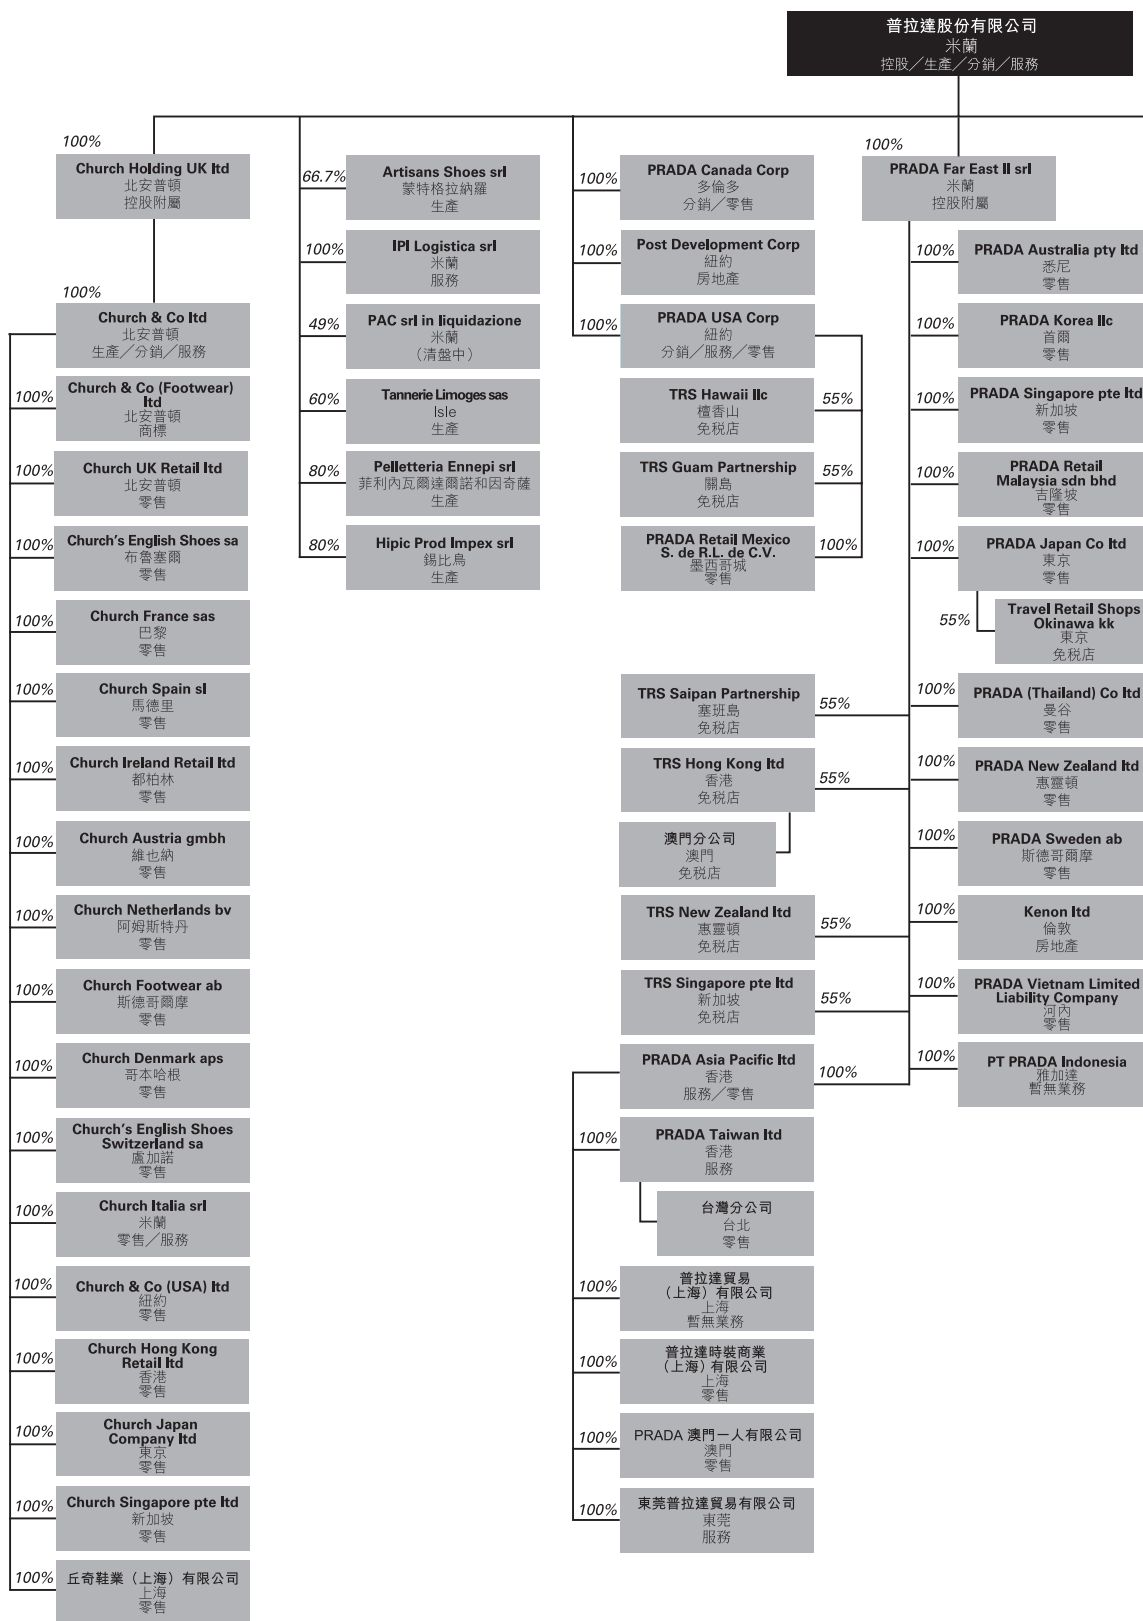 普拉達股份有限公司
米蘭
控股／生產／分銷／服務
100%
Church Holding UK ltd
北安普頓
控股附屬
100%
Church & Co ltd
北安普頓
生產／分銷／服務
100%
Church & Co (Footwear)
ltd
北安普頓
商標
100%
Church UK Retail ltd
北安普頓
零售
100%
Church's English Shoes sa
布魯塞爾
零售
100%
Church France sas
巴黎
零售
100%
Church Spain sl
馬德里
零售
100%
Church Ireland Retail ltd
都柏林
零售
100%
Church Austria gmbh
維也納
零售
100%
Church Netherlands bv
阿姆斯特丹
零售
100%
Church Footwear ab
斯德哥爾摩
零售
100%
Church Denmark aps
哥本哈根
零售
100%
Church's English Shoes
Switzerland sa
盧加諾
零售
100%
Church Italia srl
米蘭
零售／服務
100%
Church & Co (USA) ltd
紐約
零售
100%
Church Hong Kong
Retail ltd
香港
零售
100%
Church Japan
Company ltd
東京
零售
100%
Church Singapore pte ltd
新加坡
零售
100%
丘奇鞋業（上海）有限公司
上海
零售
66.7%
Artisans Shoes srl
蒙特格拉納羅
生產
100%
IPI Logistica srl
米蘭
服務
49%
PAC srl in liquidazione
米蘭
（清盤中）
60%
Tannerie Limoges sas
Isle
生產
80%
Pelletteria Ennepi srl
菲利內瓦爾達爾諾和因奇薩
生產
80%
Hipic Prod Impex srl
錫比烏
生產
100%
PRADA Canada Corp
多倫多
分銷／零售
100%
Post Development Corp
紐約
房地產
100%
PRADA USA Corp
紐約
分銷／服務／零售
TRS Hawaii llc
檀香山
免税店
55%
TRS Guam Partnership
關島
免税店
55%
PRADA Retail Mexico
S. de R.L. de C.V.
墨西哥城
零售
100%
TRS Saipan Partnership
塞班島
免税店
55%
TRS Hong Kong ltd
香港
免税店
55%
澳門分公司
澳門
免税店
TRS New Zealand ltd
惠靈頓
免税店
55%
TRS Singapore pte ltd
新加坡
免税店
55%
PRADA Asia Pacific ltd
香港
服務／零售
100%
100%
PRADA Taiwan ltd
香港
服務
台灣分公司
台北
零售
100%
普拉達貿易
（上海）有限公司
上海
暫無業務
100%
普拉達時裝商業
（上海）有限公司
上海
零售
100%
PRADA 澳門一人有限公司
澳門
零售
100%
東莞普拉達貿易有限公司
東莞
服務
100%
PRADA Far East II srl
米蘭
控股附屬
100%
PRADA Australia pty ltd
悉尼
零售
100%
PRADA Korea llc
首爾
零售
100%
PRADA Singapore pte ltd
新加坡
零售
100%
PRADA Retail
Malaysia sdn bhd
吉隆坡
零售
100%
PRADA Japan Co ltd
東京
零售
55%
Travel Retail Shops
Okinawa kk
東京
免税店
100%
PRADA (Thailand) Co ltd
曼谷
零售
100%
PRADA New Zealand ltd
惠靈頓
零售
100%
PRADA Sweden ab
斯德哥爾摩
零售
100%
Kenon ltd
倫敦
房地產
100%
PRADA Vietnam Limited
Liability Company
河內
零售
100%
PT PRADA Indonesia
雅加達
暫無業務